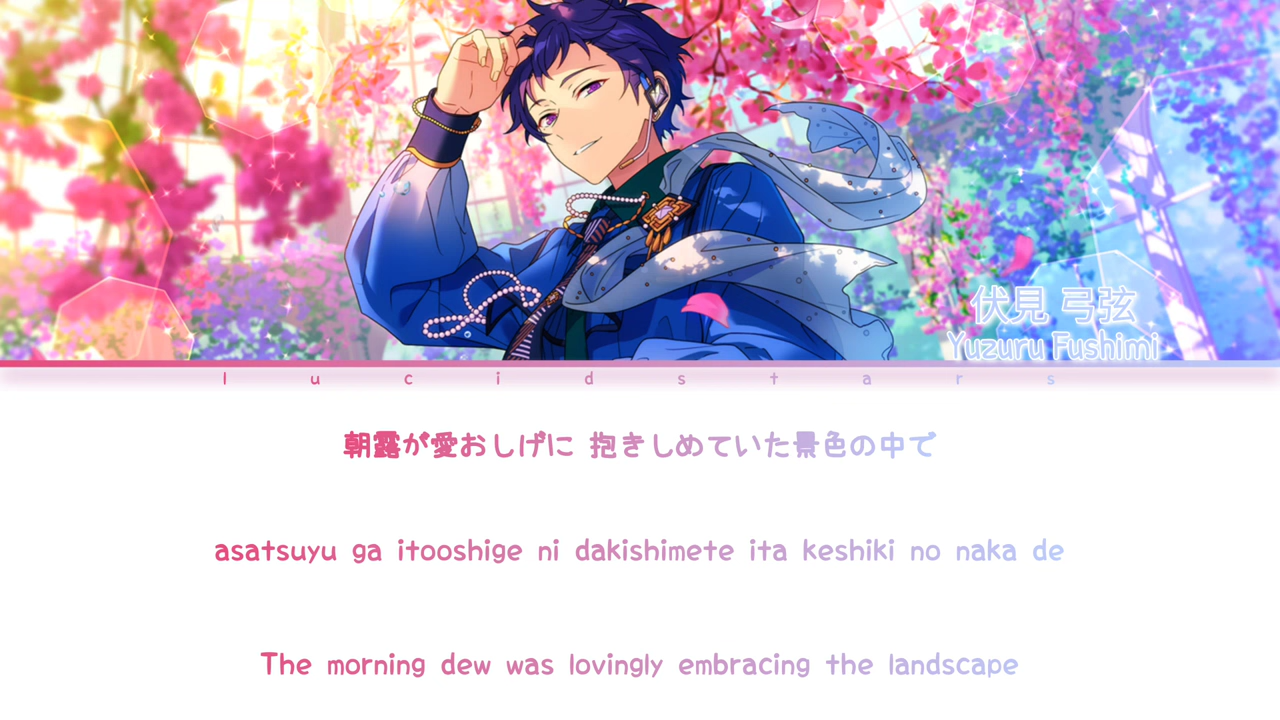 伏見 弓弦
Yuzuru Fushimi
l u c i d s t a r s
朝露が愛おしげに 抱きしめていた景色の中で
asatsuyu ga itooshige ni dakishimete ita keshiki no naka de
The morning dew was lovingly embracing the landscape